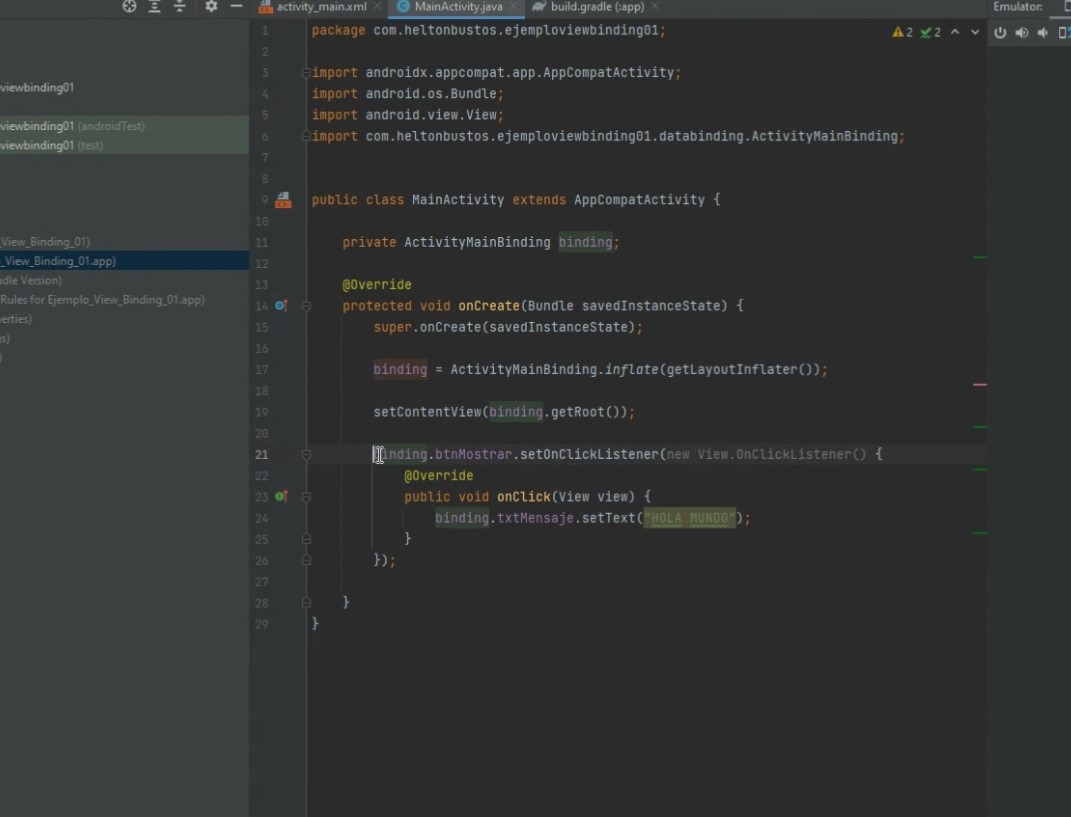 activity_main.xml MainActivity.java build.gradle (:app) Emulator:
viewbinding01
viewbinding01 (androidTest)
viewbinding01 (test)
_View_Binding_01)
_View_Binding_01.app)
dle Version)
Rules for Ejemplo_View_Binding_01.app)
erties)
s)
)
2 2
1 package com.heltonbustos.ejemploviewbinding01;
2
3 import androidx.appcompat.app.AppCompatActivity;
4 import android.os.Bundle;
5 import android.view.View;
6 import com.heltonbustos.ejemploviewbinding01.databinding.ActivityMainBinding;
7
8
9 public class MainActivity extends AppCompatActivity {
10
11 private ActivityMainBinding binding;
12
13 @Override
14 protected void onCreate(Bundle savedInstanceState) {
15 super.onCreate(savedInstanceState);
16
17 binding = ActivityMainBinding.inflate(getLayoutInflater());
18
19 setContentView(binding.getRoot());
20
21 binding.btnMostrar.setOnClickListener(new View.OnClickListener() {
22 @Override
23 public void onClick(View view) {
24 binding.txtMensaje.setText("HOLA MUNDO");
25 }
26 });
27
28 }
29 }